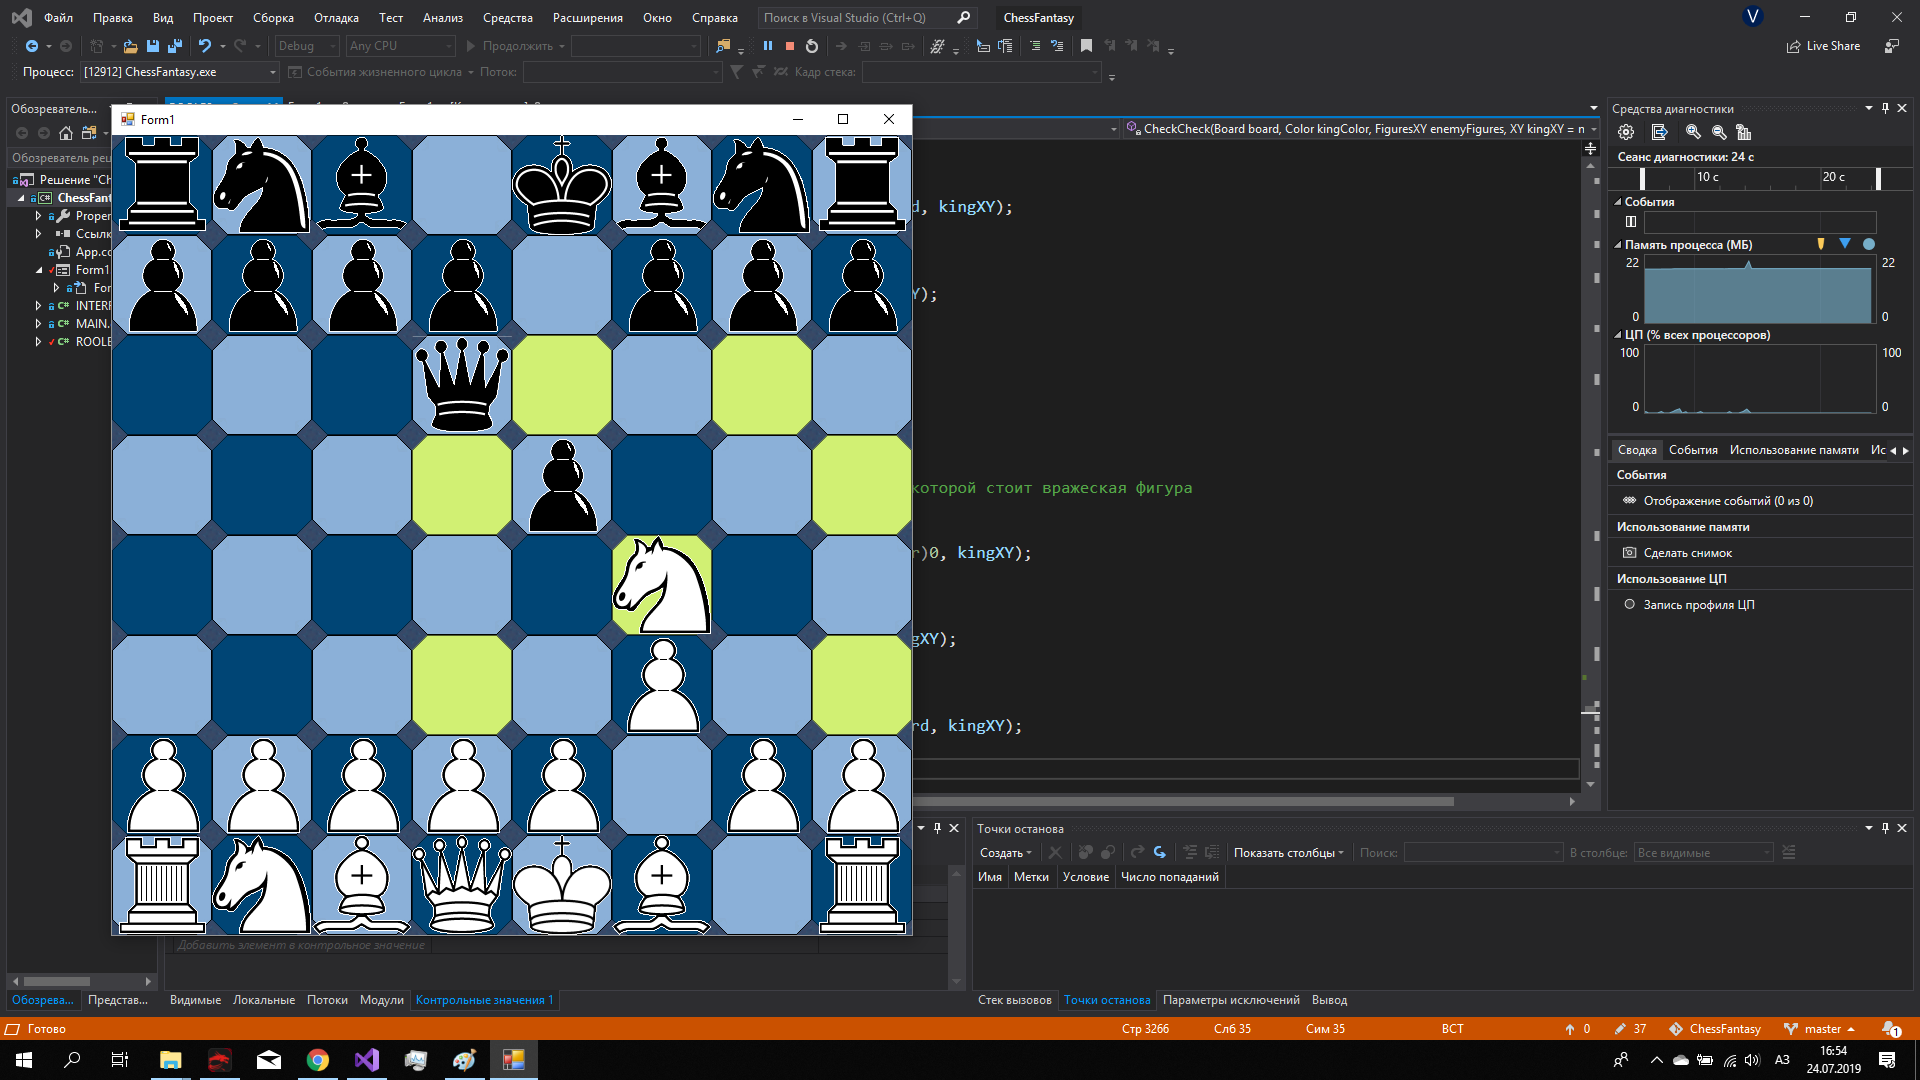 Файл Правка Вид Проект Сборка Отладка Тест Анализ Средства Расширения Окно Справка Поиск в Visual Studio (Ctrl+Q) ChessFantasy V
Debug Any CPU Продолжить Live Share
Процесс: [12912] ChessFantasy.exe События жизненного цикла Поток: Кадр стека:
Обозреватель...
Form1
CheckCheck(Board board, Color kingColor, FiguresXY enemyFigures, XY kingXY = n
Средства диагностики
Обозреватель реш
Решение "Ch
ChessFant
Proper
Ссылк
App.co
Form1
For
INTERF
MAIN.
ROOLE
d, kingXY);
Y);
которой стоит вражеская фигура
r)0, kingXY);
gXY);
rd, kingXY);
Сеанс диагностики: 24 с
10 с 20 с
События
Память процесса (МБ)
22 22
0 0
ЦП (% всех процессоров)
100 100
0 0
Сводка События Использование памяти Ис
События
Отображение событий (0 из 0)
Использование памяти
Сделать снимок
Использование ЦП
Запись профиля ЦП
Точки останова
Создать Показать столбцы Поиск: В столбце: Все видимые
Имя Метки Условие Число попаданий
Добавить элемент в контрольное значение
Обозрева... Представ... Видимые Локальные Потоки Модули Контрольные значения 1 Стек вызовов Точки останова Параметры исключений Вывод
Готово Стр 3266 Слб 35 Сим 35 ВСТ 0 37 ChessFantasy master 1
АЗ 16:54
24.07.2019